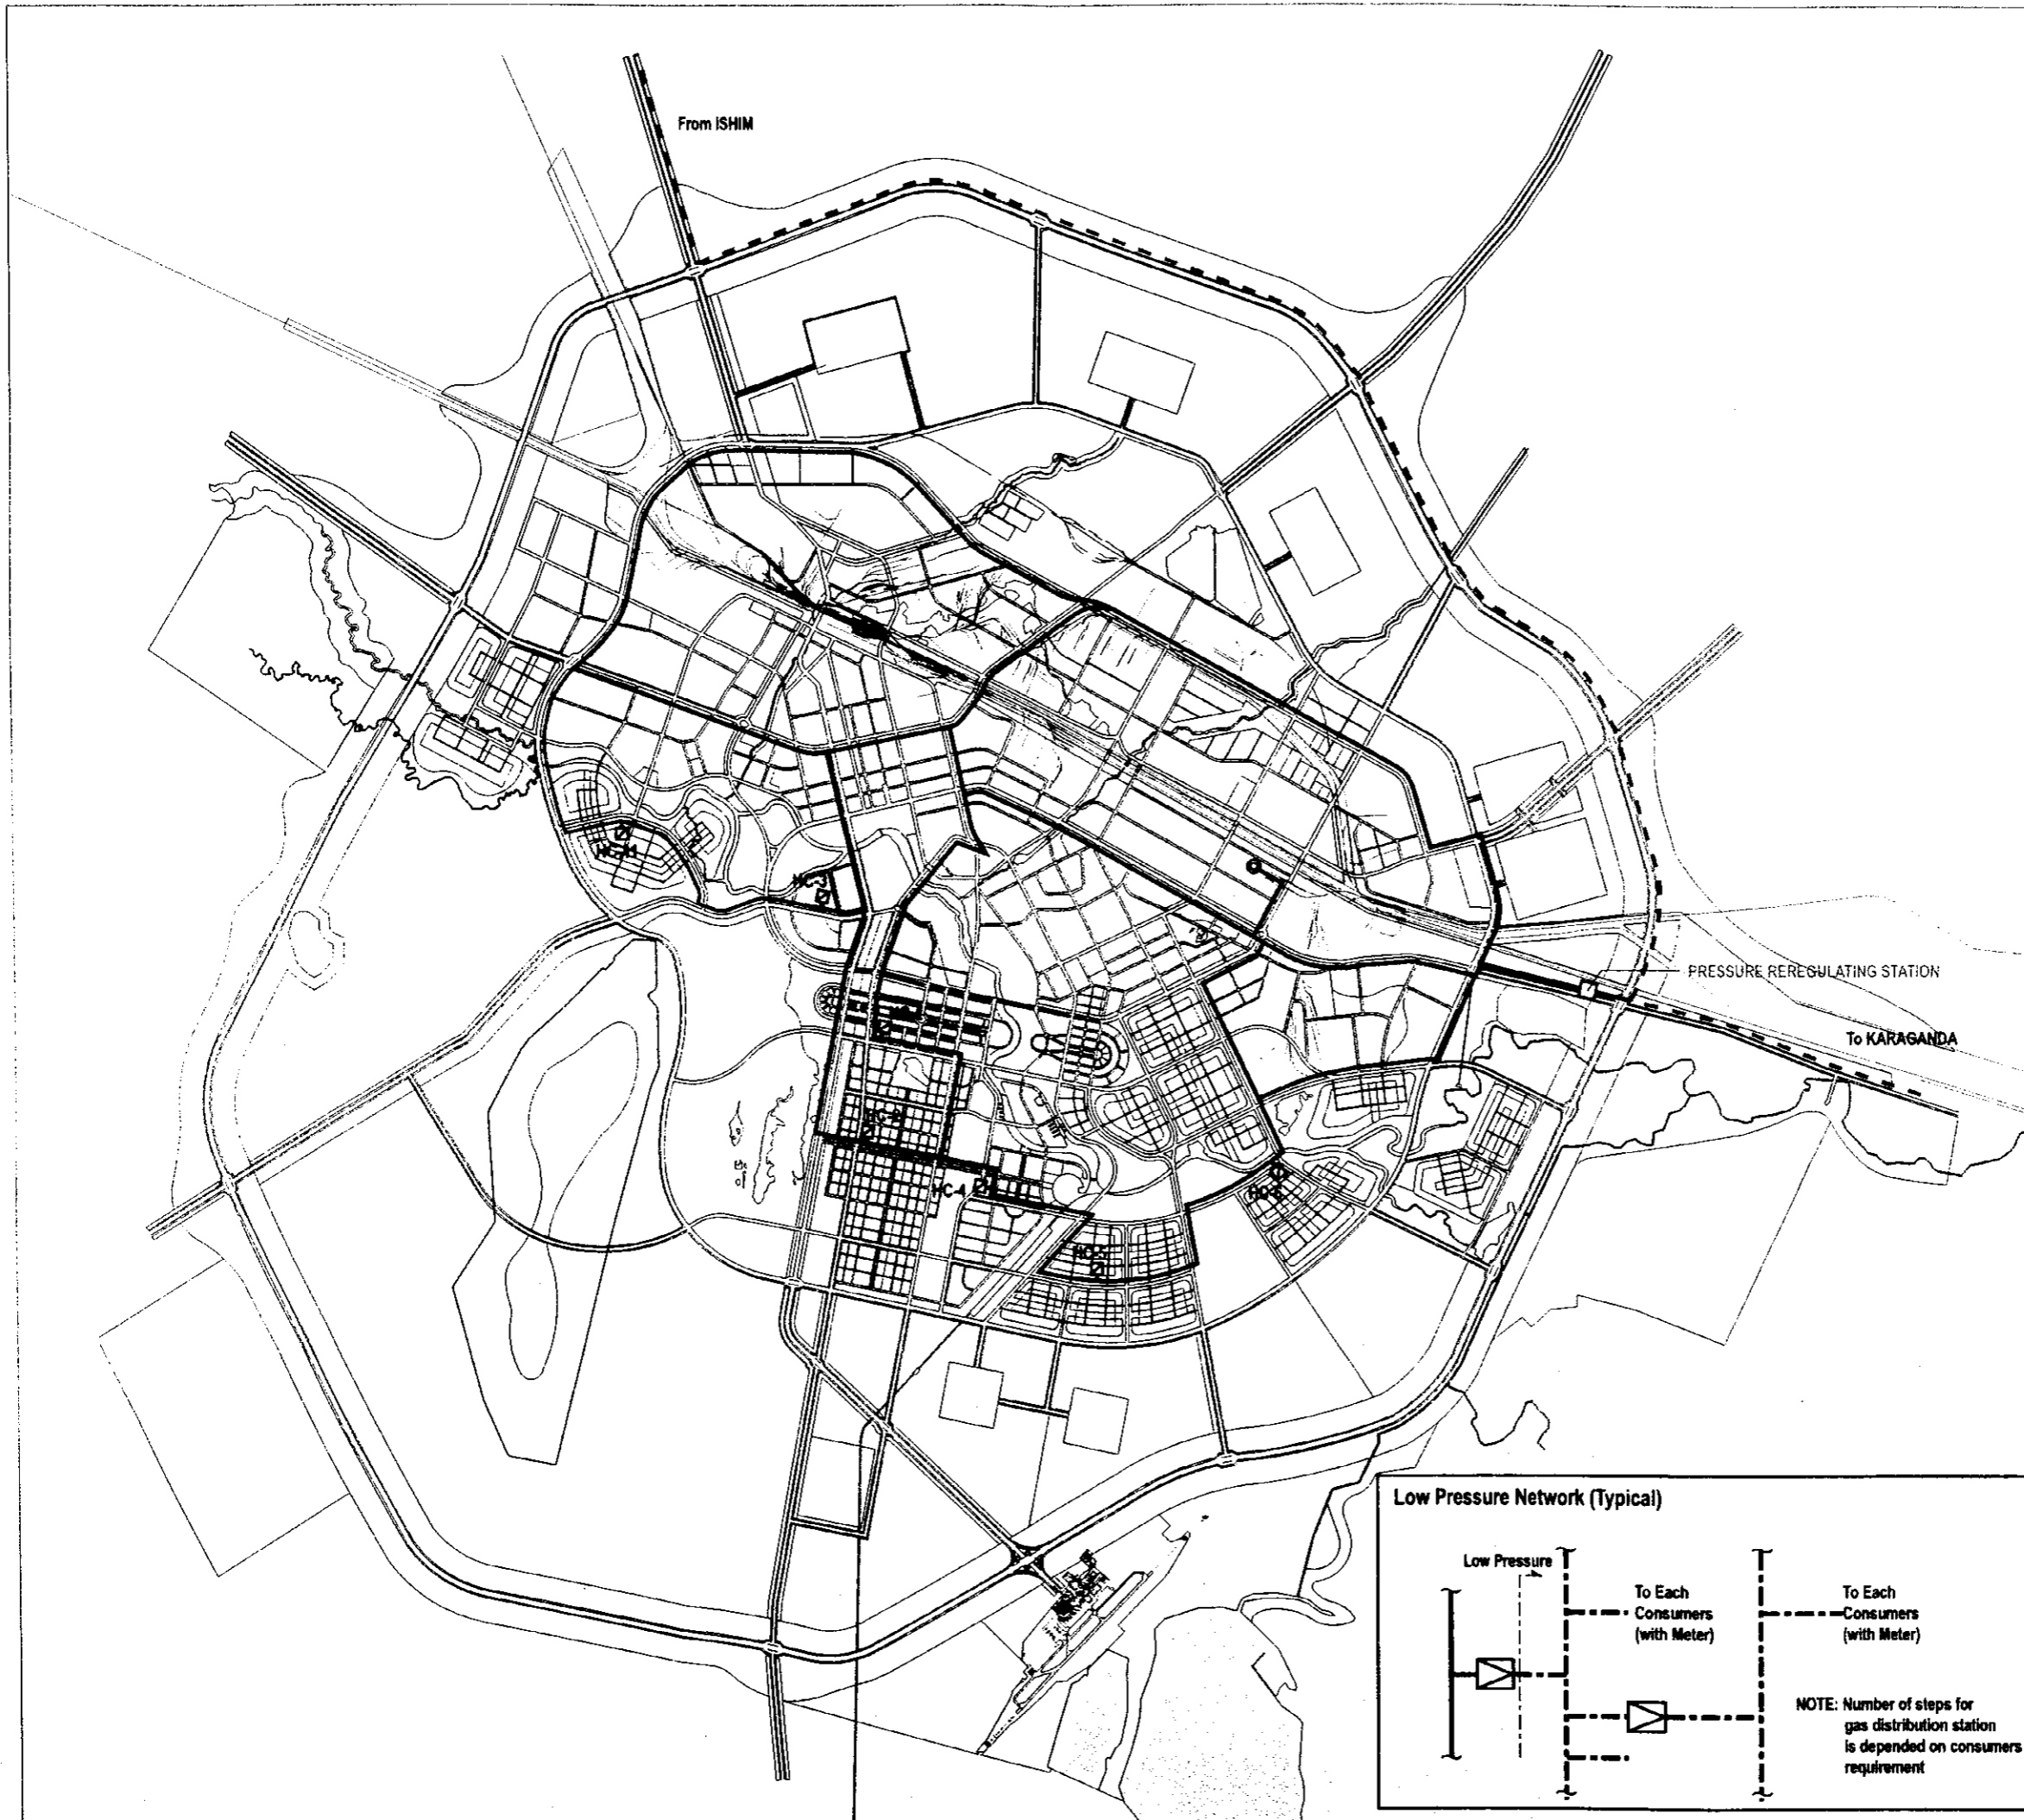 From ISHIM
HC-11
HC-3
PRESSURE REREGULATING STATION
To KARAGANDA
HC-4
HC-5
Low Pressure Network (Typical)
Low Pressure
To Each
Consumers
(with Meter)
To Each
Consumers
(with Meter)
NOTE: Number of steps for
gas distribution station
is depended on consumers
requirement